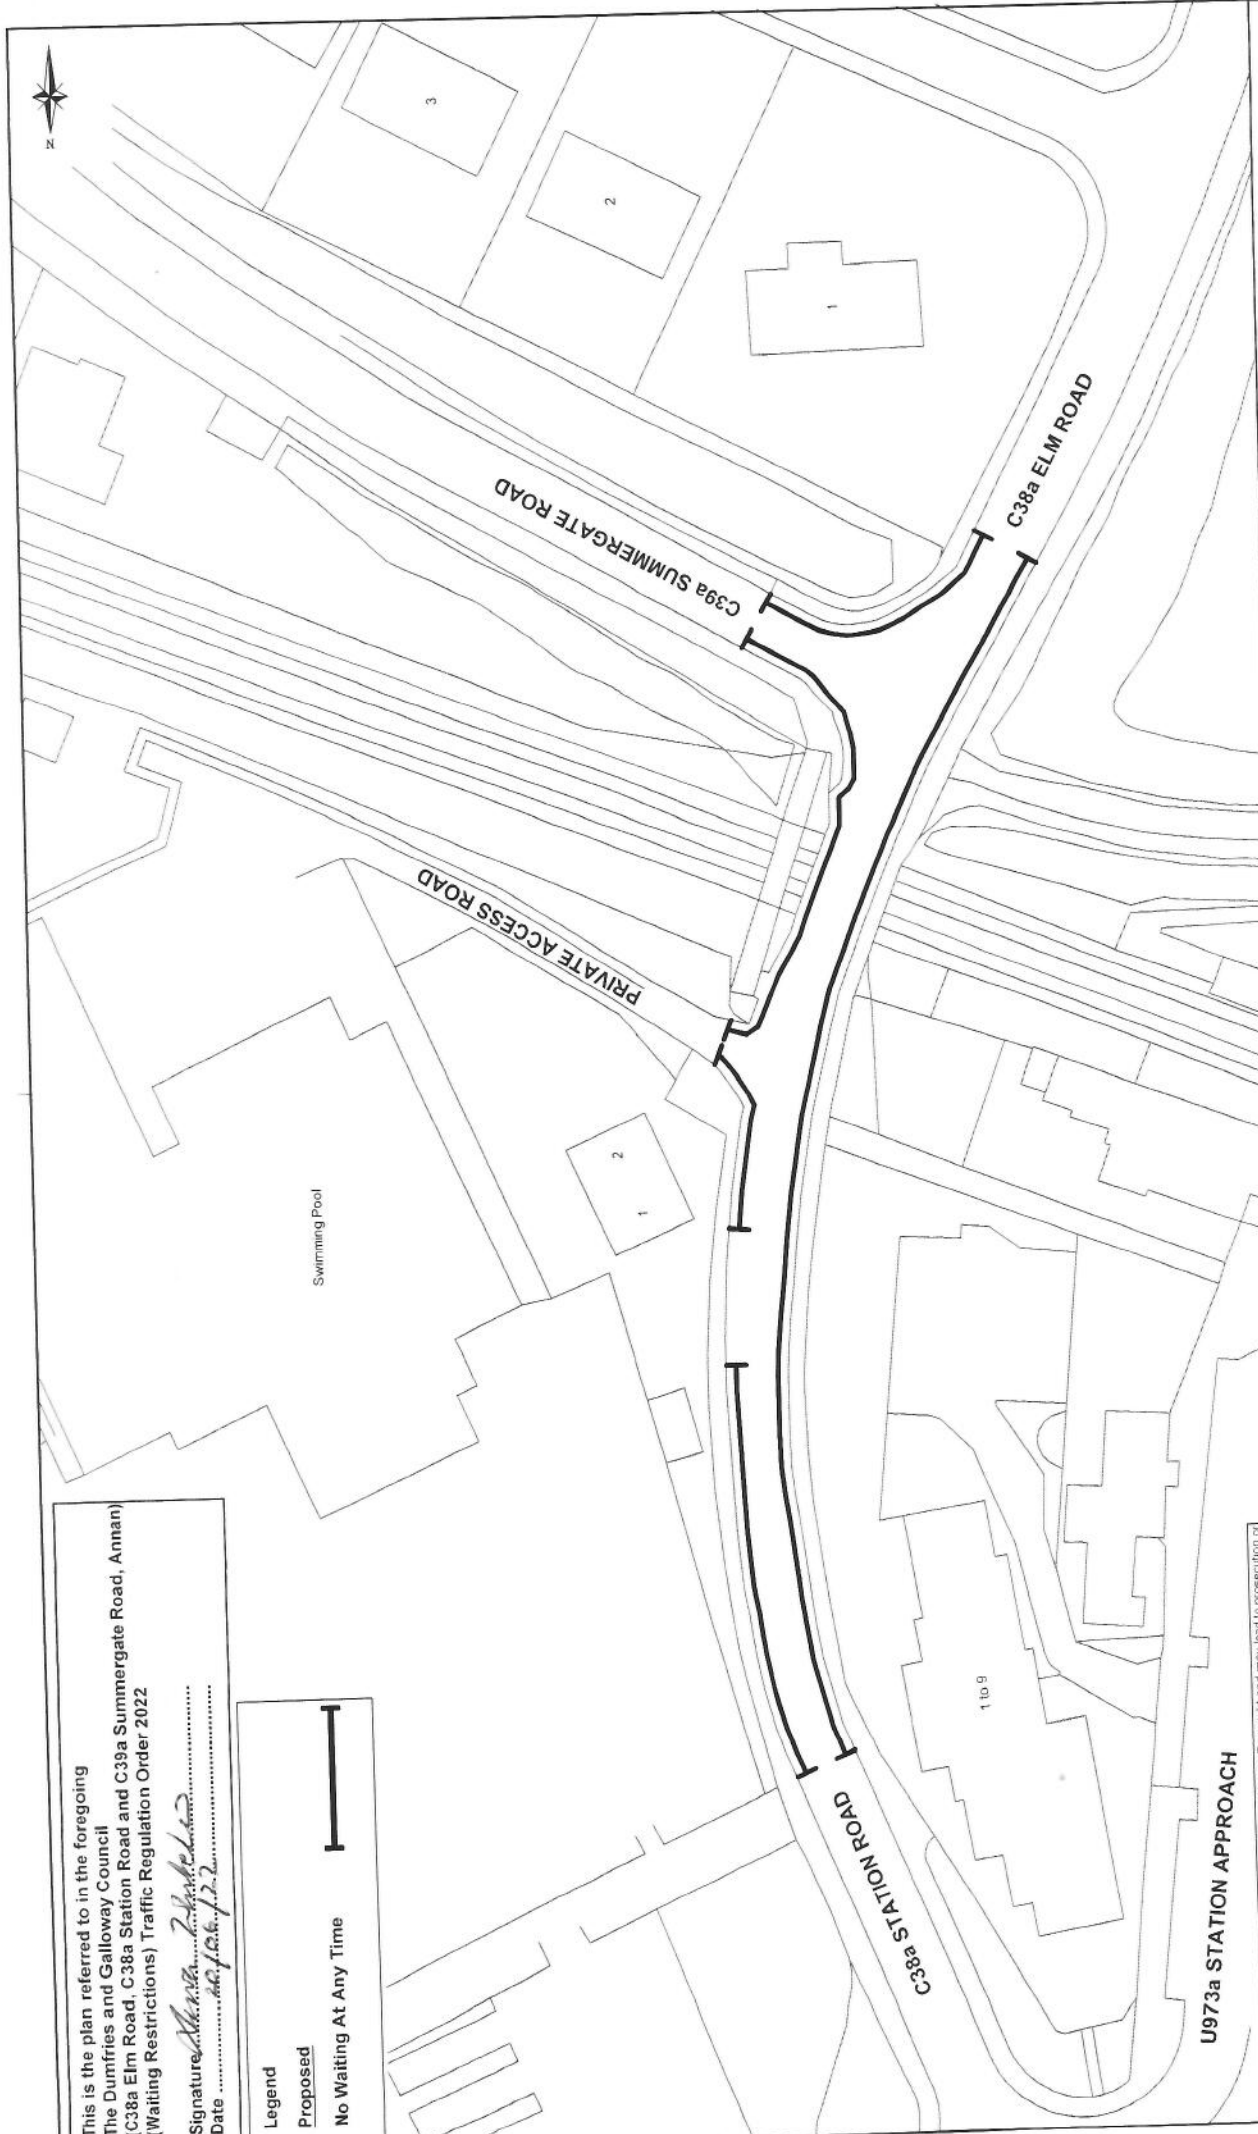 This is the plan referred to in the foregoing
The Dumfries and Galloway Council
(C38a Elm Road, C38a Station Road and C39a Summergate Road, Annan)
(Waiting Restrictions) Traffic Regulation Order 2022
Signature
Date
Legend
Proposed
No Waiting At Any Time
N
Swimming Pool
PRIVATE ACCESS ROAD
C39a SUMMERGATE ROAD
3
2
1
C38a ELM ROAD
1
2
C38a STATION ROAD
1 to 9
U973a STATION APPROACH